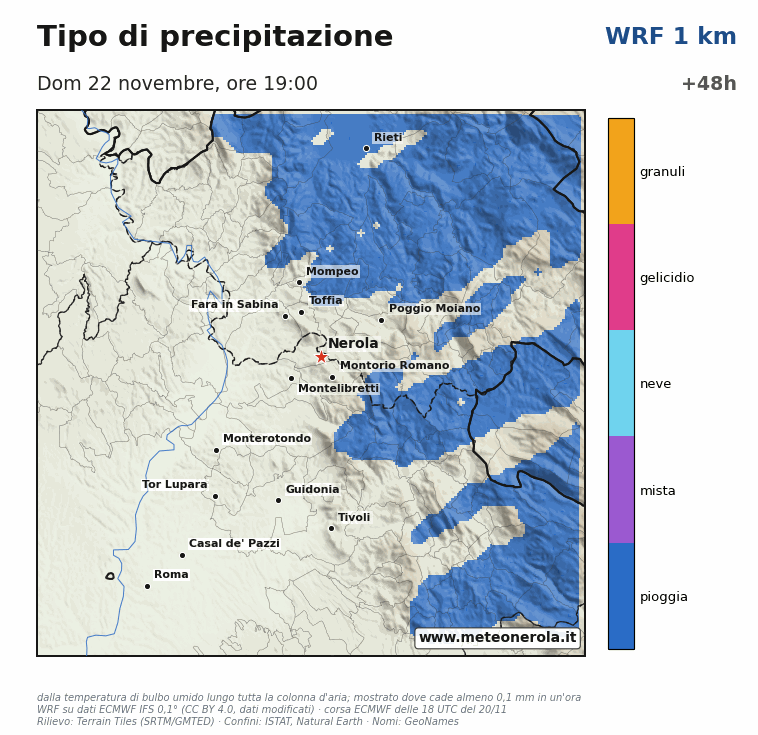 Tipo di precipitazione
WRF 1 km
Dom 22 novembre, ore 19:00
+48h
Rieti
granuli
gelicidio
Mompeo
Fara in Sabina
Toffia
Poggio Moiano
Nerola
Montorio Romano
Montelibretti
neve
Monterotondo
Tor Lupara
Guidonia
mista
Tivoli
Casal de' Pazzi
Roma
pioggia
www.meteonerola.it
dalla temperatura di bulbo umido lungo tutta la colonna d'aria; mostrato dove cade almeno 0,1 mm in un'ora
WRF su dati ECMWF IFS 0,1° (CC BY 4.0, dati modificati) · corsa ECMWF delle 18 UTC del 20/11
Rilievo: Terrain Tiles (SRTM/GMTED) · Confini: ISTAT, Natural Earth · Nomi: GeoNames